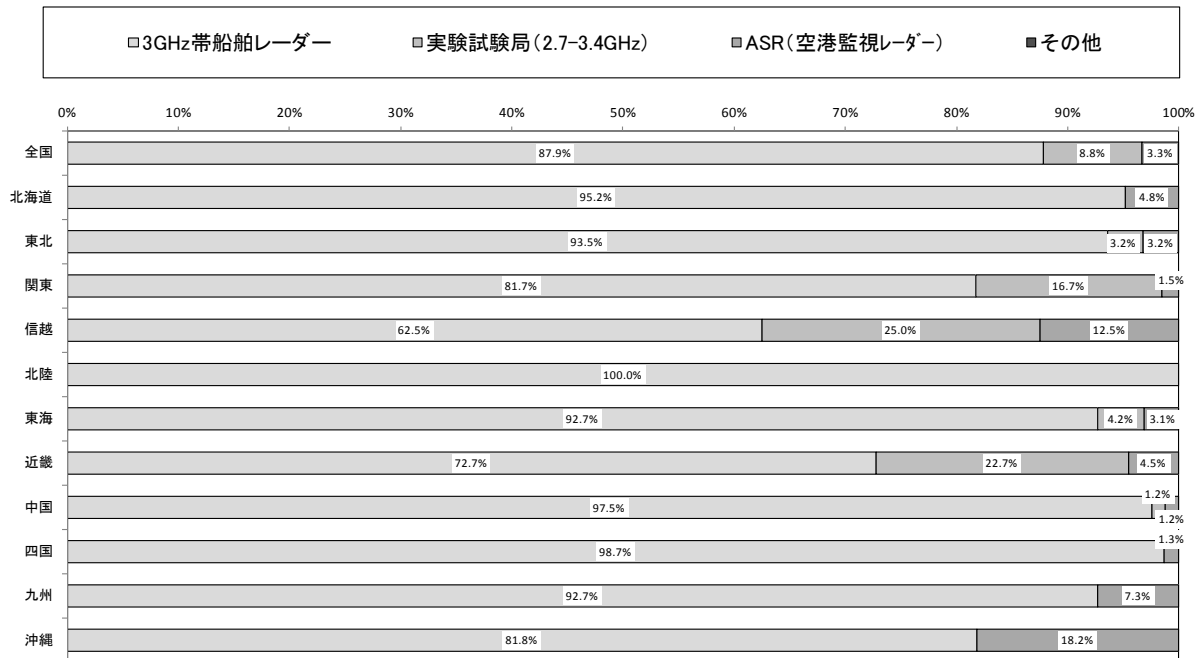 □3GHz帯船舶レーダー ■実験試験局(2.7-3.4GHz) ■ASR(空港監視ﾚｰﾀﾞｰ) ■その他
0% 10% 20% 30% 40% 50% 60% 70% 80% 90% 100%
全国 87.9% 8.8% 3.3%
北海道 95.2% 4.8%
東北 93.5% 3.2% 3.2%
関東 81.7% 16.7% 1.5%
信越 62.5% 25.0% 12.5%
北陸 100.0%
東海 92.7% 4.2% 3.1%
近畿 72.7% 22.7% 4.5%
中国 97.5% 1.2% 1.2%
四国 98.7% 1.3%
九州 92.7% 7.3%
沖縄 81.8% 18.2%